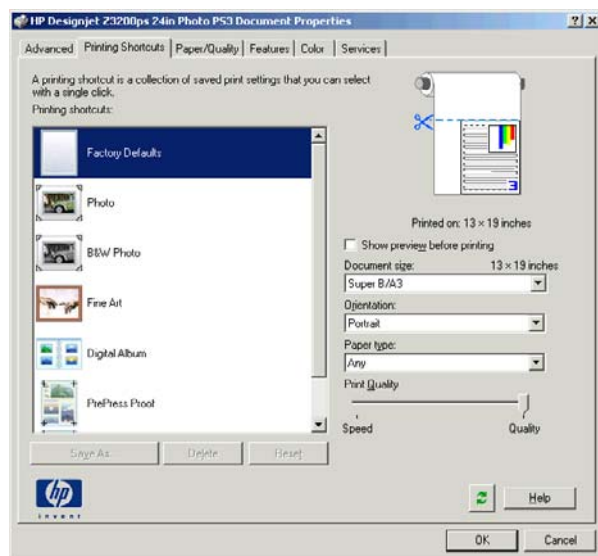 HP Designjet Z3200ps 24in Photo PS3 Document Properties
Advanced Printing Shortcuts Paper/Quality Features Color Services
A printing shortcut is a collection of saved print settings that you can select
with a single click.
Printing shortcuts:
Factory Defaults
Photo
B&W Photo
Fine Art
Digital Album
PrePress Proof
Save As
Delete
Reset
3
Printed on: 13 × 19 inches
Show preview before printing
Document size: 13 × 19 inches
Super B/A3
Orientation:
Portrait
Paper type:
Any
Print Quality
Speed Quality
hp
invent
Help
OK Cancel